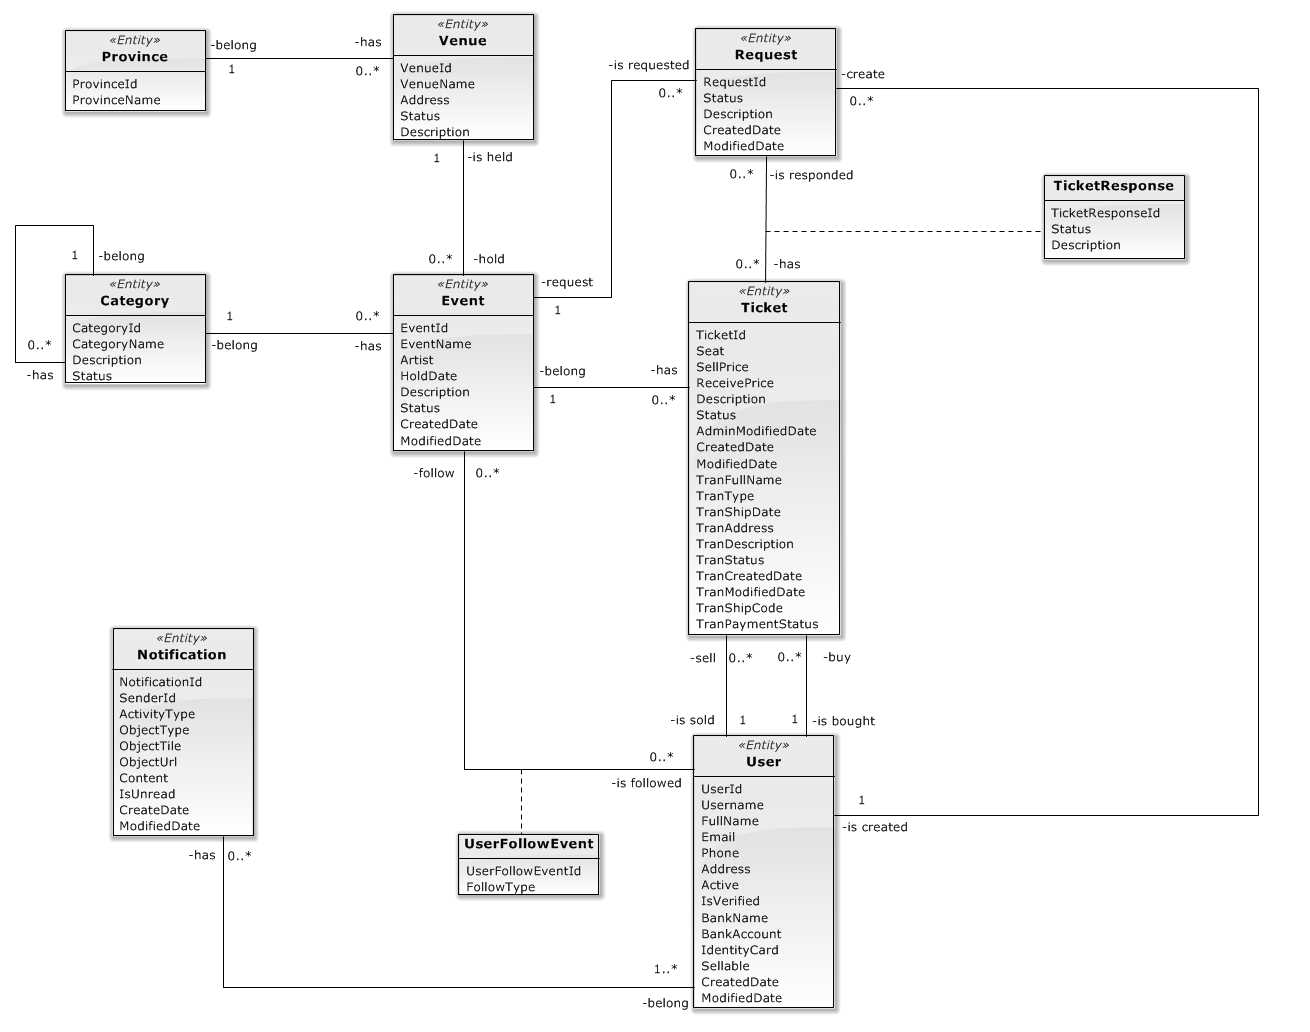 «Entity»
Province
ProvinceId
ProvinceName
-belong
1
-has
0..*
«Entity»
Venue
VenueId
VenueName
Address
Status
Description
1
-is held
0..*
-hold
«Entity»
Request
RequestId
Status
Description
CreatedDate
ModifiedDate
-is requested
0..*
-create
0..*
0..*
-is responded
TicketResponse
TicketResponseId
Status
Description
0..*
-has
1
-belong
0..*
-has
«Entity»
Category
CategoryId
CategoryName
Description
Status
1
-belong
0..*
-has
«Entity»
Event
EventId
EventName
Artist
HoldDate
Description
Status
CreatedDate
ModifiedDate
-request
1
-belong
1
-has
0..*
«Entity»
Ticket
TicketId
Seat
SellPrice
ReceivePrice
Description
Status
AdminModifiedDate
CreatedDate
ModifiedDate
TranFullName
TranType
TranShipDate
TranAddress
TranDescription
TranStatus
TranCreatedDate
TranModifiedDate
TranShipCode
TranPaymentStatus
-follow
0..*
-sell
0..*
0..*
-buy
-is sold
1
1
-is bought
«Entity»
Notification
NotificationId
SenderId
ActivityType
ObjectType
ObjectTile
ObjectUrl
Content
IsUnread
CreateDate
ModifiedDate
-has
0..*
0..*
-is followed
UserFollowEvent
UserFollowEventId
FollowType
«Entity»
User
UserId
Username
FullName
Email
Phone
Address
Active
IsVerified
BankName
BankAccount
IdentityCard
Sellable
CreatedDate
ModifiedDate
1
-is created
1..*
-belong